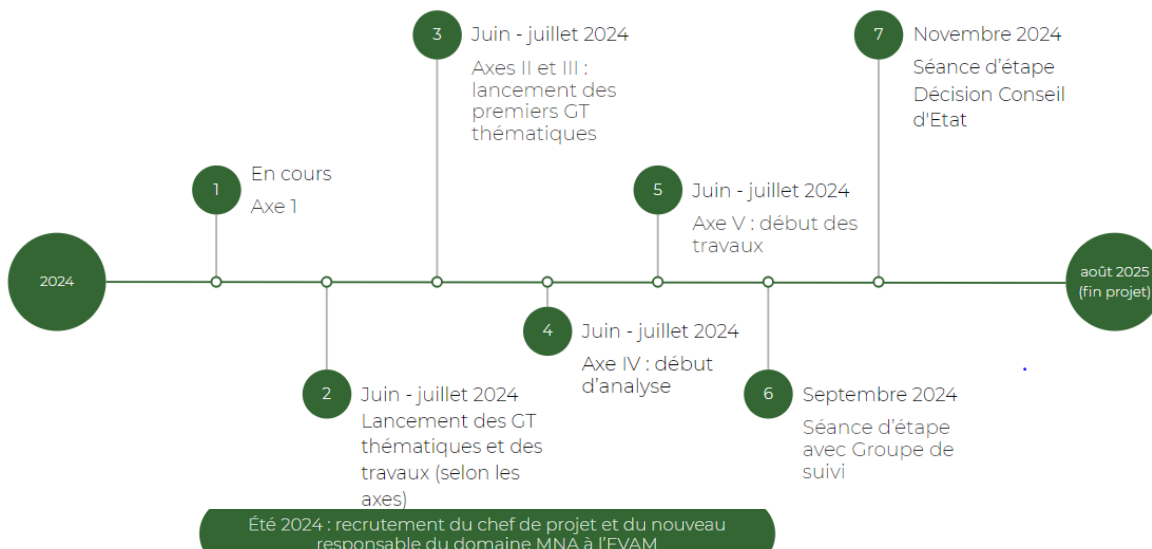 2024
1
En cours
Axe 1
2
Juin - juillet 2024
Lancement des GT
thématiques et des
travaux (selon les
axes)
3
Juin - juillet 2024
Axes II et III :
lancement des
premiers GT
thématiques
4
Juin - juillet 2024
Axe IV : début
d'analyse
5
Juin - juillet 2024
Axe V : début des
travaux
6
Septembre 2024
Séance d'étape
avec Groupe de
suivi
7
Novembre 2024
Séance d'étape
Décision Conseil
d'Etat
août 2025
(fin projet)
Été 2024 : recrutement du chef de projet et du nouveau
responsable du domaine MNA à l'EVAM